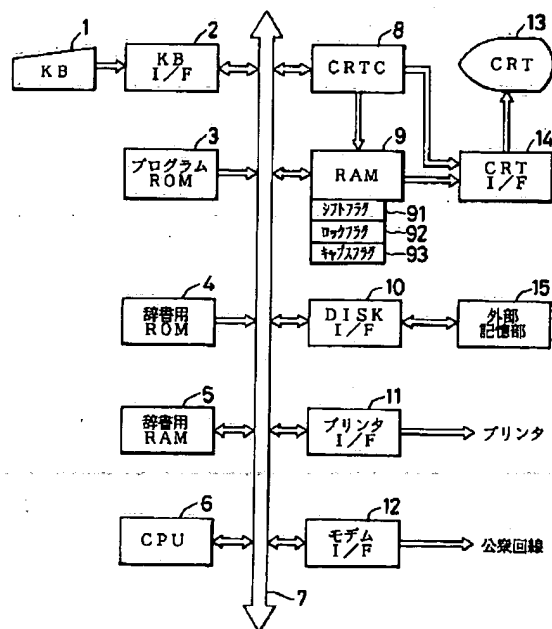 1
KB
2
KB
I/F
8
CRTC
13
CRT
3
プログラム
ROM
9
RAM
シフトフラグ
91
ロックフラグ
92
キャプスフラグ
93
14
CRT
I/F
4
辞書用
ROM
10
DISK
I/F
15
外部
記憶部
5
辞書用
RAM
11
プリンタ
I/F
プリンタ
6
CPU
12
モデム
I/F
公衆回線
7